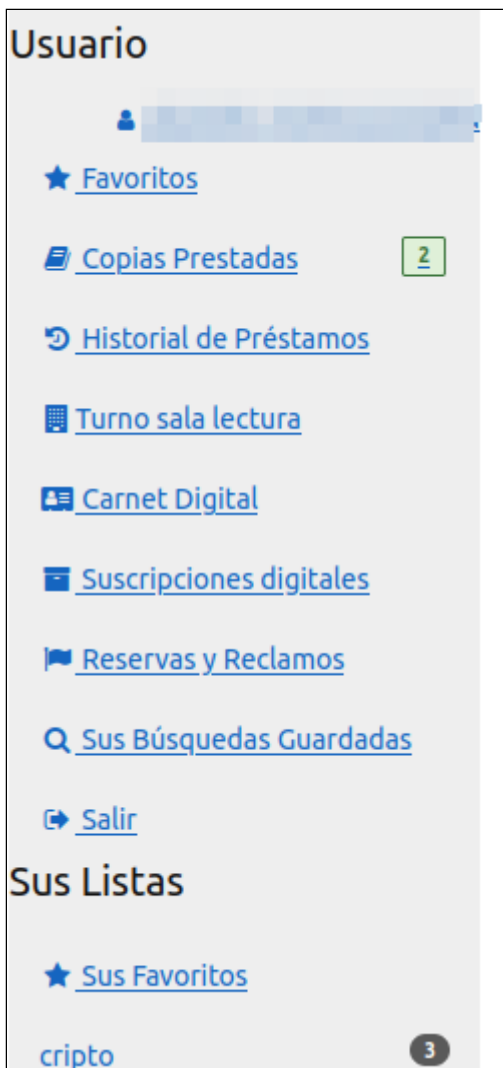 Usuario
Favoritos
Copias Prestadas 2
Historial de Préstamos
Turno sala lectura
Carnet Digital
Suscripciones digitales
Reservas y Reclamos
Sus Búsquedas Guardadas
Salir
Sus Listas
Sus Favoritos
cripto 3